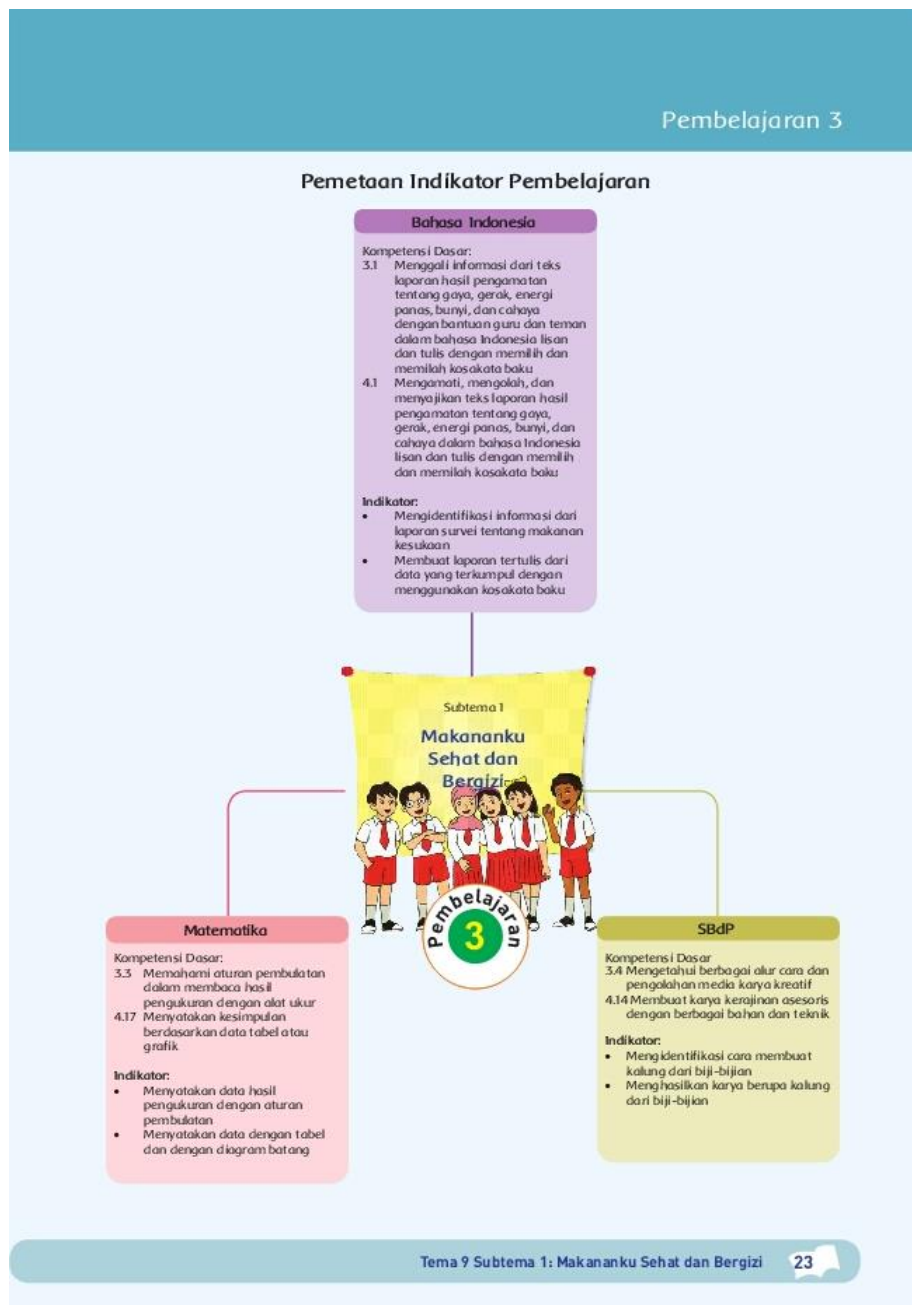 Pembelajaran 3
Pemetaan Indikator Pembelajaran
Bahasa Indonesia
Kompetensi Dasar:
3.1 Menggali informasi dari teks
laporan hasil pengamatan
tentang gaya, gerak, energi
panas, bunyi, dan cahaya
dengan bantuan guru dan teman
dalam bahasa Indonesia lisan
dan tulis dengan memilih dan
memilah kosakata baku
4.1 Mengamati, mengolah, dan
menyajikan teks laporan hasil
pengamatan tentang gaya,
gerak, energi panas, bunyi, dan
cahaya dalam bahasa Indonesia
lisan dan tulis dengan memilih
dan memilah kosakata baku
Indikator:
• Mengidentifikasi informasi dari
laporan survei tentang makanan
kesukaan
• Membuat laporan tertulis dari
data yang terkumpul dengan
menggunakan kosakata baku
Subtema 1
Makananku
Sehat dan
Bergizi
Pembelajaran
3
Matematika
Kompetensi Dasar:
3.3 Memahami aturan pembulatan
dalam membaca hasil
pengukuran dengan alat ukur
4.17 Menyatakan kesimpulan
berdasarkan data tabel atau
grafik
Indikator:
• Menyatakan data hasil
pengukuran dengan aturan
pembulatan
• Menyatakan data dengan tabel
dan dengan diagram batang
SBdP
Kompetensi Dasar
3.4 Mengetahui berbagai alur cara dan
pengolahan media karya kreatif
4.14 Membuat karya kerajinan asesoris
dengan berbagai bahan dan teknik
Indikator:
• Mengidentifikasi cara membuat
kalung dari biji-bijian
• Menghasilkan karya berupa kalung
dari biji-bijian
Tema 9 Subtema 1: Makananku Sehat dan Bergizi 23